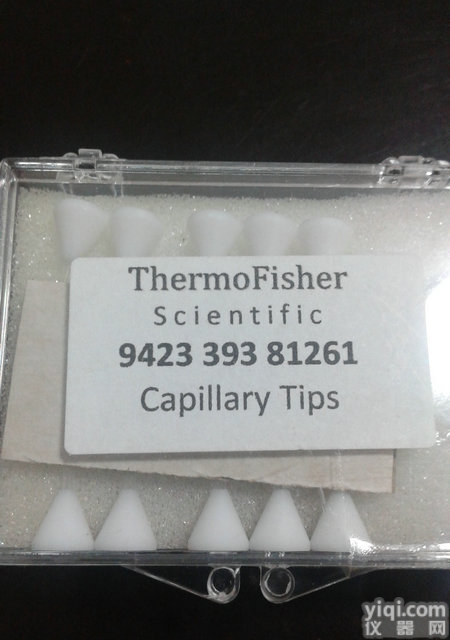 ThermoFisher
Scientific
9423 393 81261
Capillary Tips
yiqi.com
仪器网